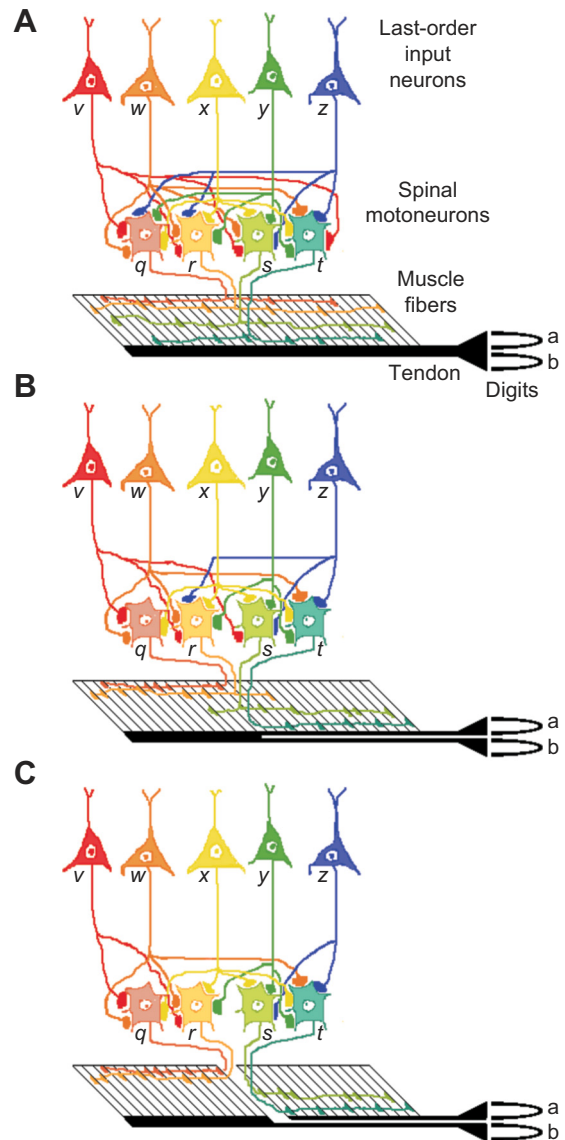 A
Last-order
input
neurons
v w x y z
Spinal
motoneurons
q r s t
Muscle
fibers
a
b
Tendon
Digits
B
v w x y z
q r s t
a
b
C
v w x y z
q r s t
a
b